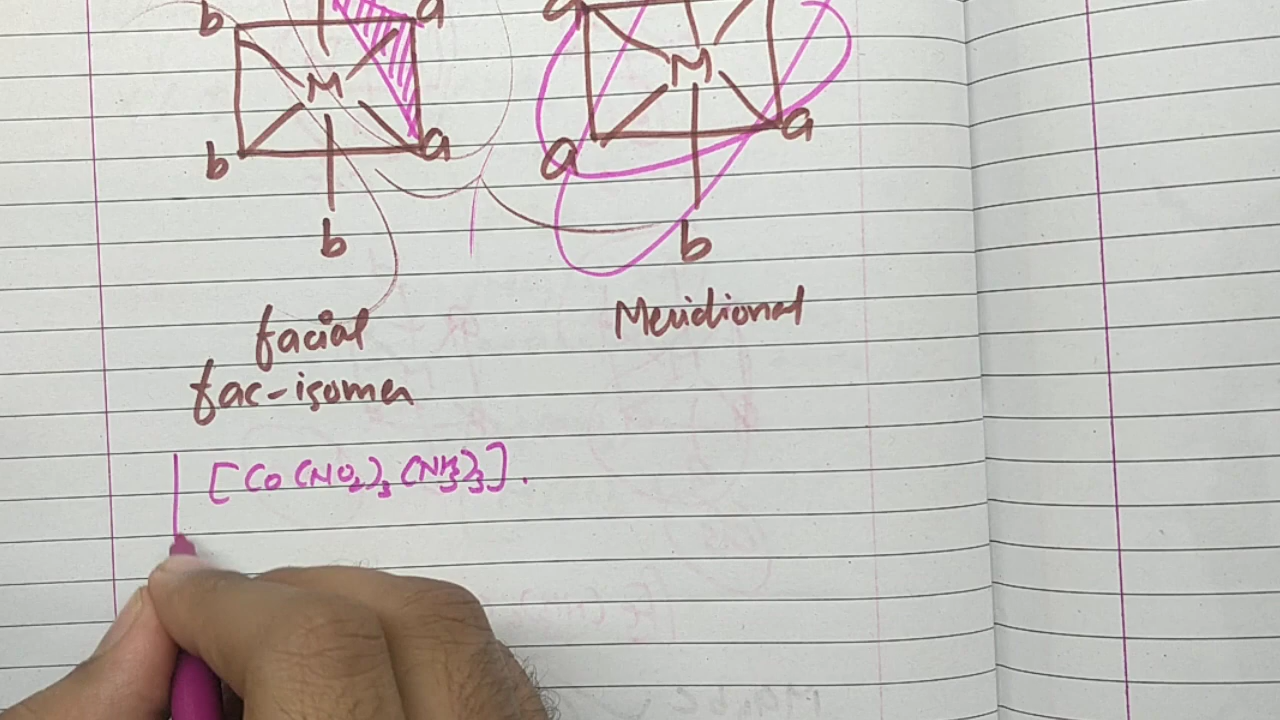 b a a
M M
b a a a
b b
facial Meridional
fac-isomer
[Co(NO₂)₃(NH₃)₃].